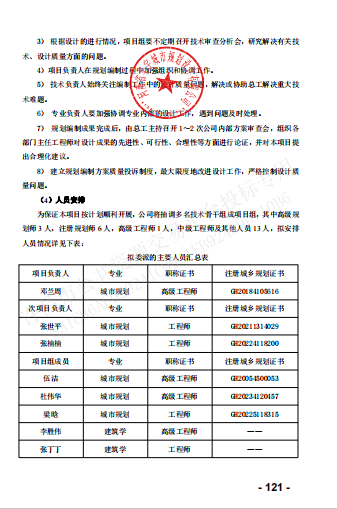 3) 根据设计的进行情况，项目组要不定期召开技术审查分析会，研究解决有关技
术、设计质量方面的问题。
4) 项目负责人在规划编制过程中加强组织和协调工作。
5) 技术负责人始终关注编制工作中的设计质量问题，解决或协助总工解决重大技
术难题。
6) 专业负责人要加强协调专业内部的设计工作，遇到问题及时处理。
7) 规划编制成果完成后，由总工主持召开 1～2 次公司内部方案审查会，组织各
部门主任工程师对设计成果的先进性、可行性、合理性等方面进行论证，并对本项目提
出合理化建议。
8) 建立规划编制方案质量投诉制度，最大限度地改进设计工作，严格控制设计质
量问题。
（4）人员安排
为保证本项目按计划顺利开展，公司将抽调多名技术骨干组成项目组，其中高级规
划师 3 人，注册规划师 6 人，高级工程师 1 人，中级工程师及其他人员 13 人，拟安排
人员情况详见下表：
拟委派的主要人员汇总表
项目负责人 专业 职称证书 注册城乡规划证书
邓兰周 城市规划 高级工程师 GH20184105616
次项目负责人 专业 职称证书 注册城乡规划证书
张世平 城市规划 工程师 GH20211314029
张楠楠 城市规划 工程师 GH20224118200
项目组成员 专业 职称证书 注册城乡规划证书
伍洁 城市规划 高级工程师 GH20054500053
杜伟华 城市规划 高级工程师 GH20234120457
梁晗 城市规划 工程师 GH20225118315
李胜伟 建筑学 高级工程师 ——
张丁丁 建筑学 工程师 ——
- 121 -